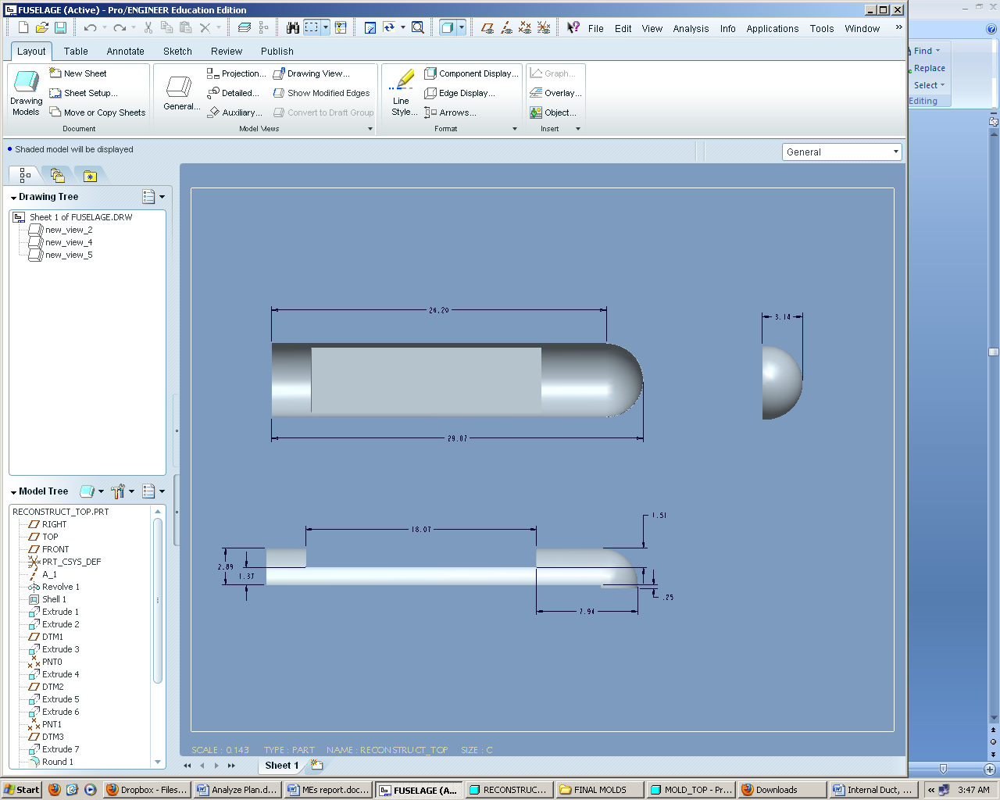 FUSELAGE (Active) - Pro/ENGINEER Education Edition
File Edit View Analysis Info Applications Tools Window »
Layout Table Annotate Sketch Review Publish
Find
Replace
Select
Editing
Drawing Models
New Sheet
Sheet Setup...
Move or Copy Sheets
Document
General...
Projection...
Detailed...
Auxiliary...
Drawing View...
Show Modified Edges
Convert to Draft Group
Model Views
Line Style...
Component Display...
Edge Display...
Arrows...
Format
Graph...
Overlay...
Object...
Insert
Shaded model will be displayed
General
Drawing Tree
Sheet 1 of FUSELAGE.DRW
new_view_2
new_view_4
new_view_5
Model Tree
RECONSTRUCT_TOP.PRT
RIGHT
TOP
FRONT
PRT_CSYS_DEF
A_1
Revolve 1
Shell 1
Extrude 1
Extrude 2
DTM1
Extrude 3
PNT0
Extrude 4
DTM2
Extrude 5
Extrude 6
PNT1
DTM3
Extrude 7
Round 1
26.20
3.14
29.07
1.51
18.07
2.89
1.37
.25
7.94
SCALE : 0.143 TYPE : PART NAME : RECONSTRUCT_TOP SIZE : C
Sheet 1
Start
Dropbox - Files...
Analyze Plan.d...
MEs report.doc...
FUSELAGE (A...
RECONSTRUC...
FINAL MOLDS
MOLD_TOP - Pr...
Downloads
Internal Duct, ...
« 3:47 AM